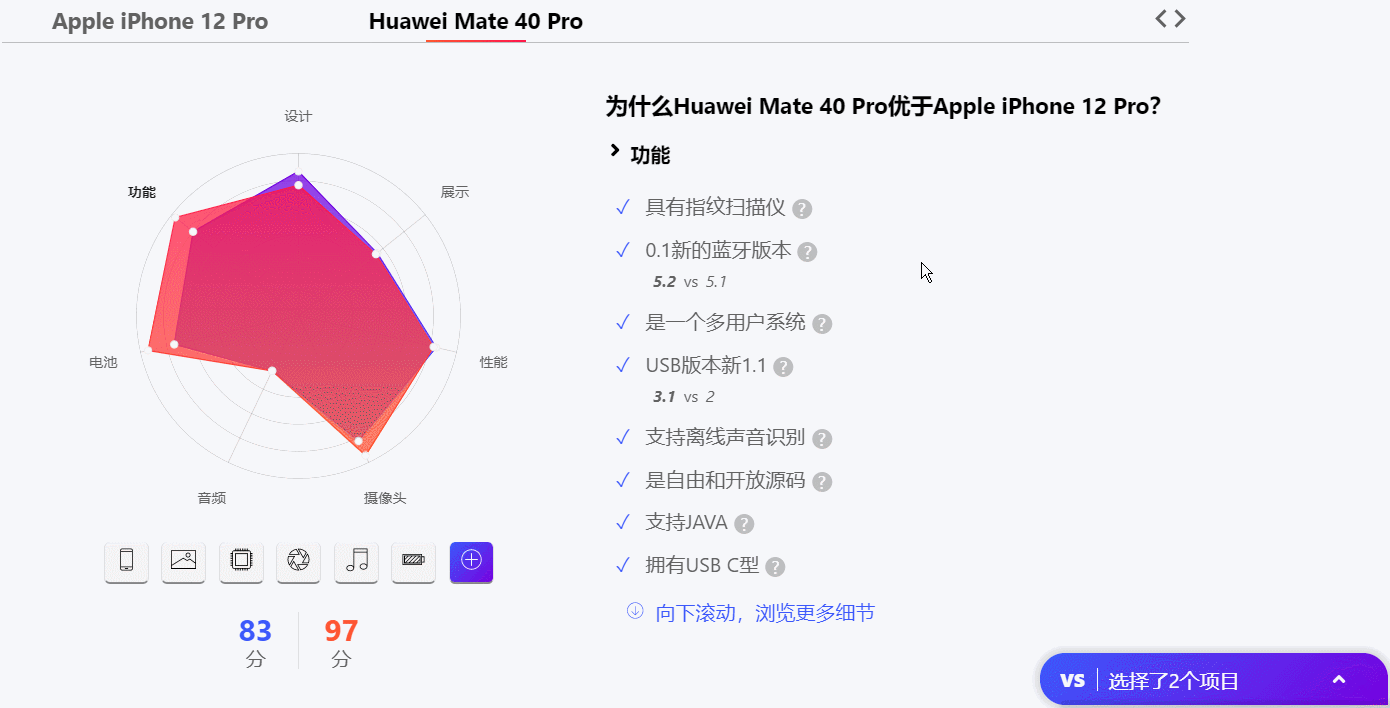 Apple iPhone 12 Pro
Huawei Mate 40 Pro
设计
展示
功能
电池
性能
音频
摄像头
83
分
97
分
为什么Huawei Mate 40 Pro优于Apple iPhone 12 Pro?
功能
具有指纹扫描仪 ?
0.1新的蓝牙版本 ?
5.2 vs 5.1
是一个多用户系统 ?
USB版本新1.1 ?
3.1 vs 2
支持离线声音识别 ?
是自由和开放源码 ?
支持JAVA ?
拥有USB C型 ?
向下滚动，浏览更多细节
VS 选择了2个项目